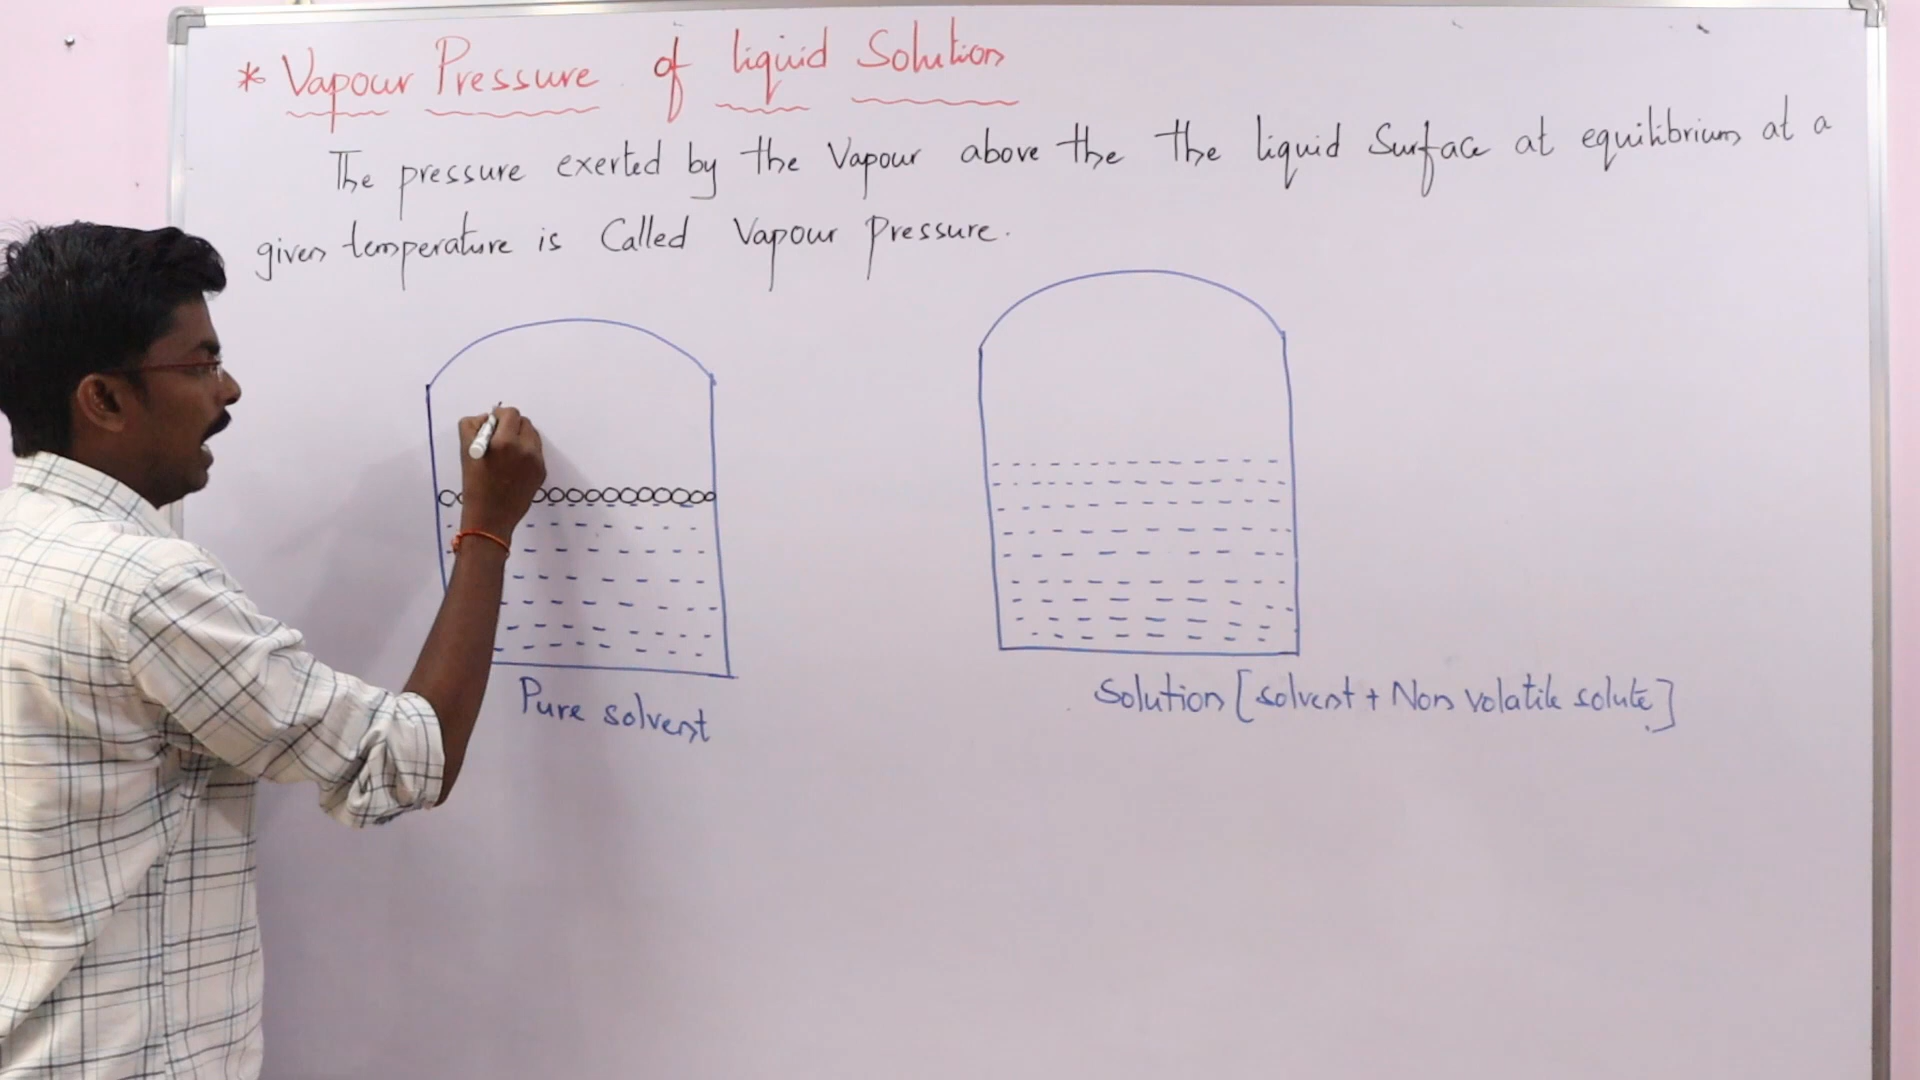 * Vapour Pressure of liquid Solution
The pressure exerted by the Vapour above the the liquid Surface at equilibrium at a
given temperature is Called Vapour Pressure.
Pure solvent
Solution [solvent + Non volatile solute]